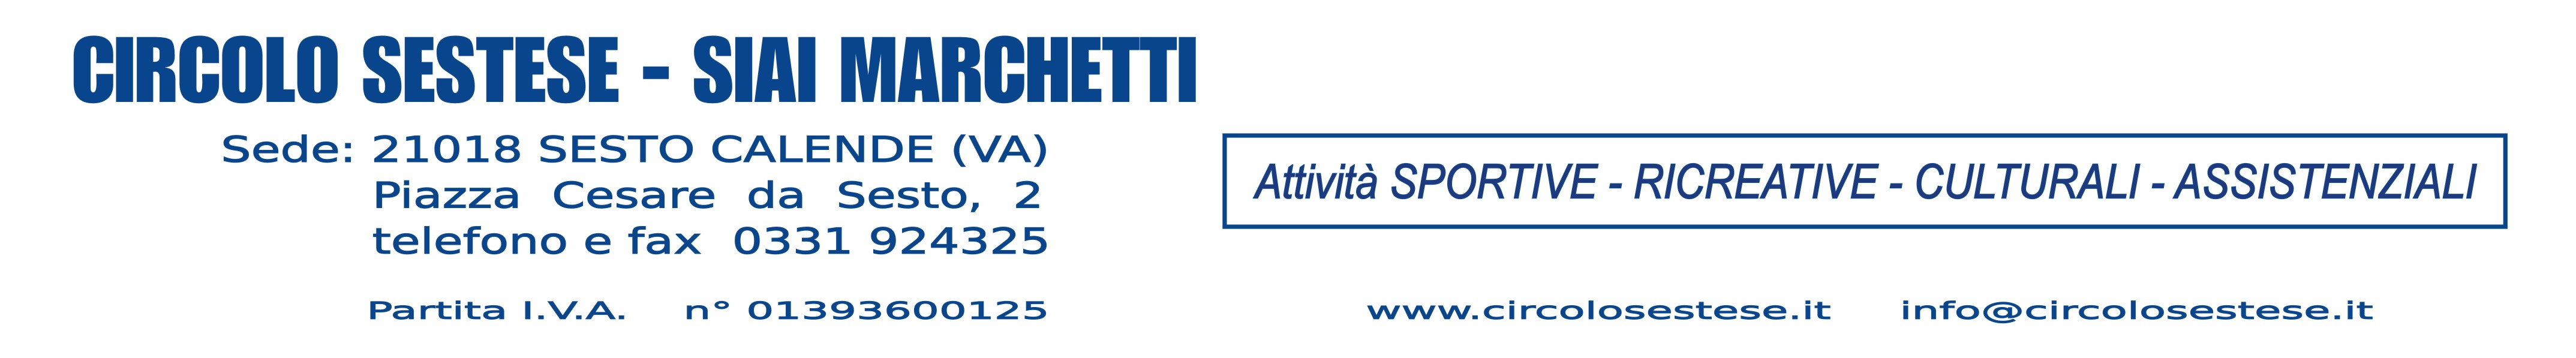 CIRCOLO SESTESE - SIAI MARCHETTI
Sede: 21018 SESTO CALENDE (VA)
Piazza Cesare da Sesto, 2
telefono e fax 0331 924325
Partita I.V.A. n° 01393600125
Attività SPORTIVE - RICREATIVE - CULTURALI - ASSISTENZIALI
www.circolosestese.it info@circolosestese.it